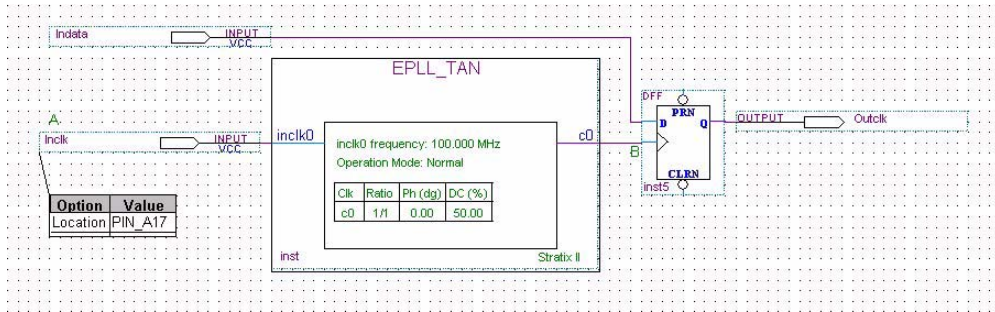 Indata INPUT
VCC
EPLL_TAN
DFF
PRN
D Q OUTPUT Outclk
A
Inclk INPUT
VCC
inclk0 c0
B
inclk0 frequency: 100.000 MHz
Operation Mode: Normal
Clk Ratio Ph (dg) DC (%)
c0 1/1 0.00 50.00
CLRN
inst5
Option Value
Location PIN_A17
inst Stratix II